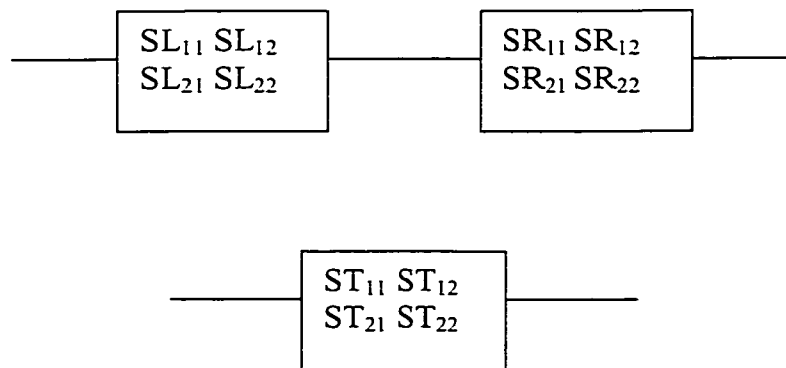 SL₁₁ SL₁₂
SL₂₁ SL₂₂
SR₁₁ SR₁₂
SR₂₁ SR₂₂
ST₁₁ ST₁₂
ST₂₁ ST₂₂